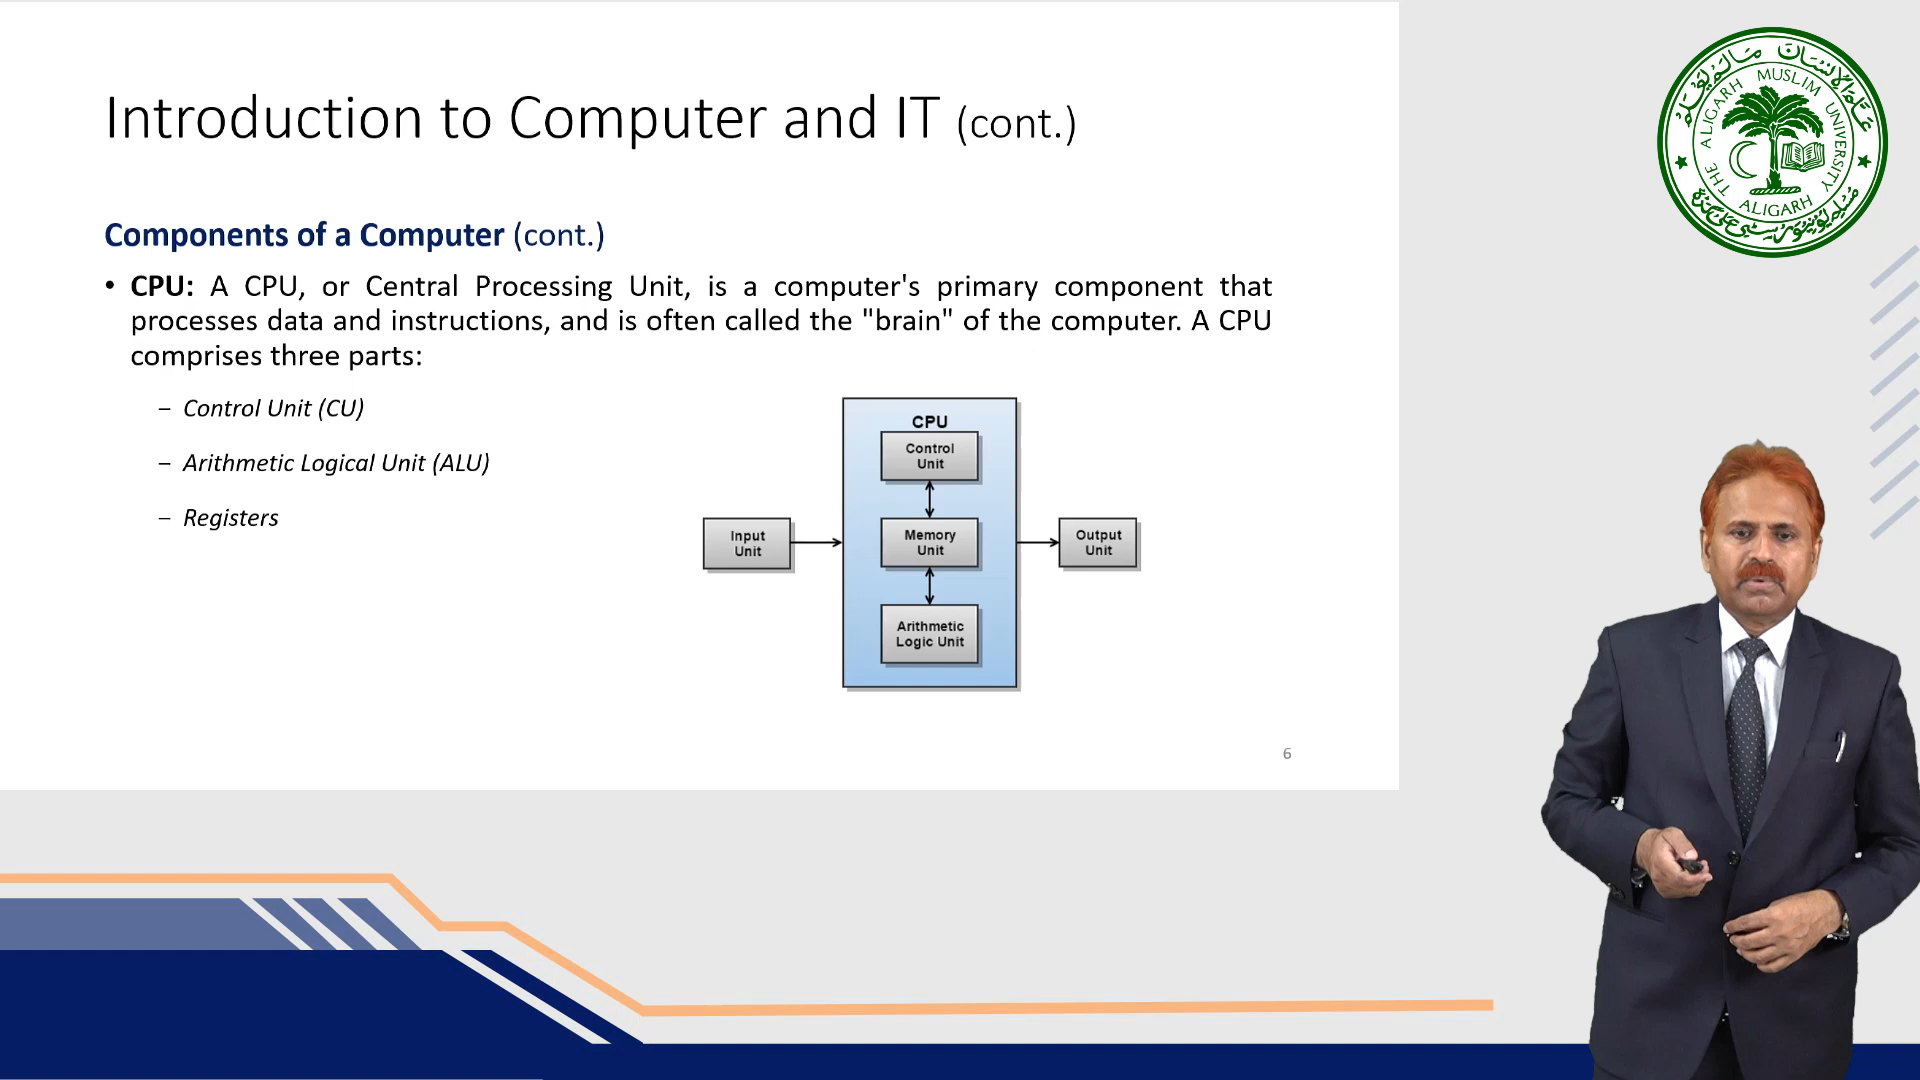 Introduction to Computer and IT (cont.)
Components of a Computer (cont.)
• CPU: A CPU, or Central Processing Unit, is a computer's primary component that
processes data and instructions, and is often called the "brain" of the computer. A CPU
comprises three parts:
– Control Unit (CU)
– Arithmetic Logical Unit (ALU)
– Registers
CPU
Control
Unit
Input
Unit
Memory
Unit
Output
Unit
Arithmetic
Logic Unit
6
THE ALIGARH MUSLIM UNIVERSITY
ALIGARH